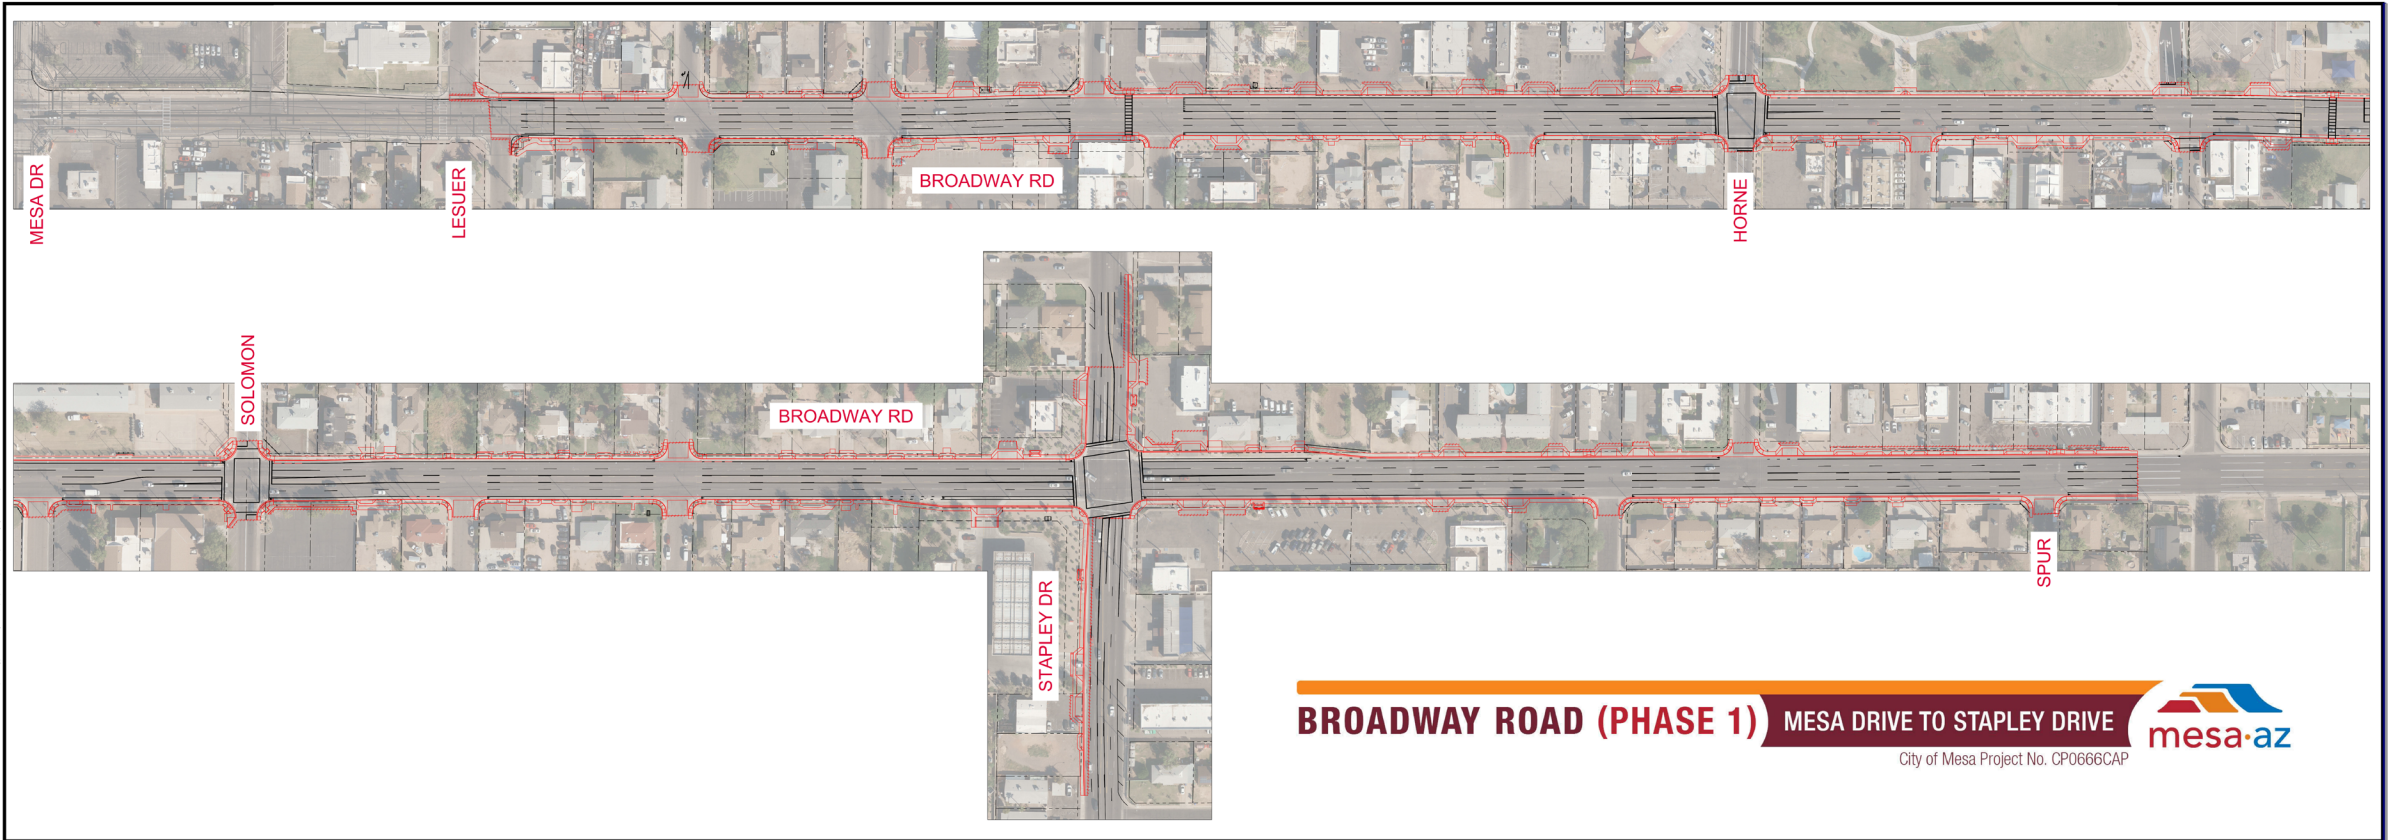 MESA DR
LESUER
BROADWAY RD
HORNE
SOLOMON
BROADWAY RD
STAPLEY DR
SPUR
BROADWAY ROAD (PHASE 1) MESA DRIVE TO STAPLEY DRIVE
mesa·az
City of Mesa Project No. CP0666CAP